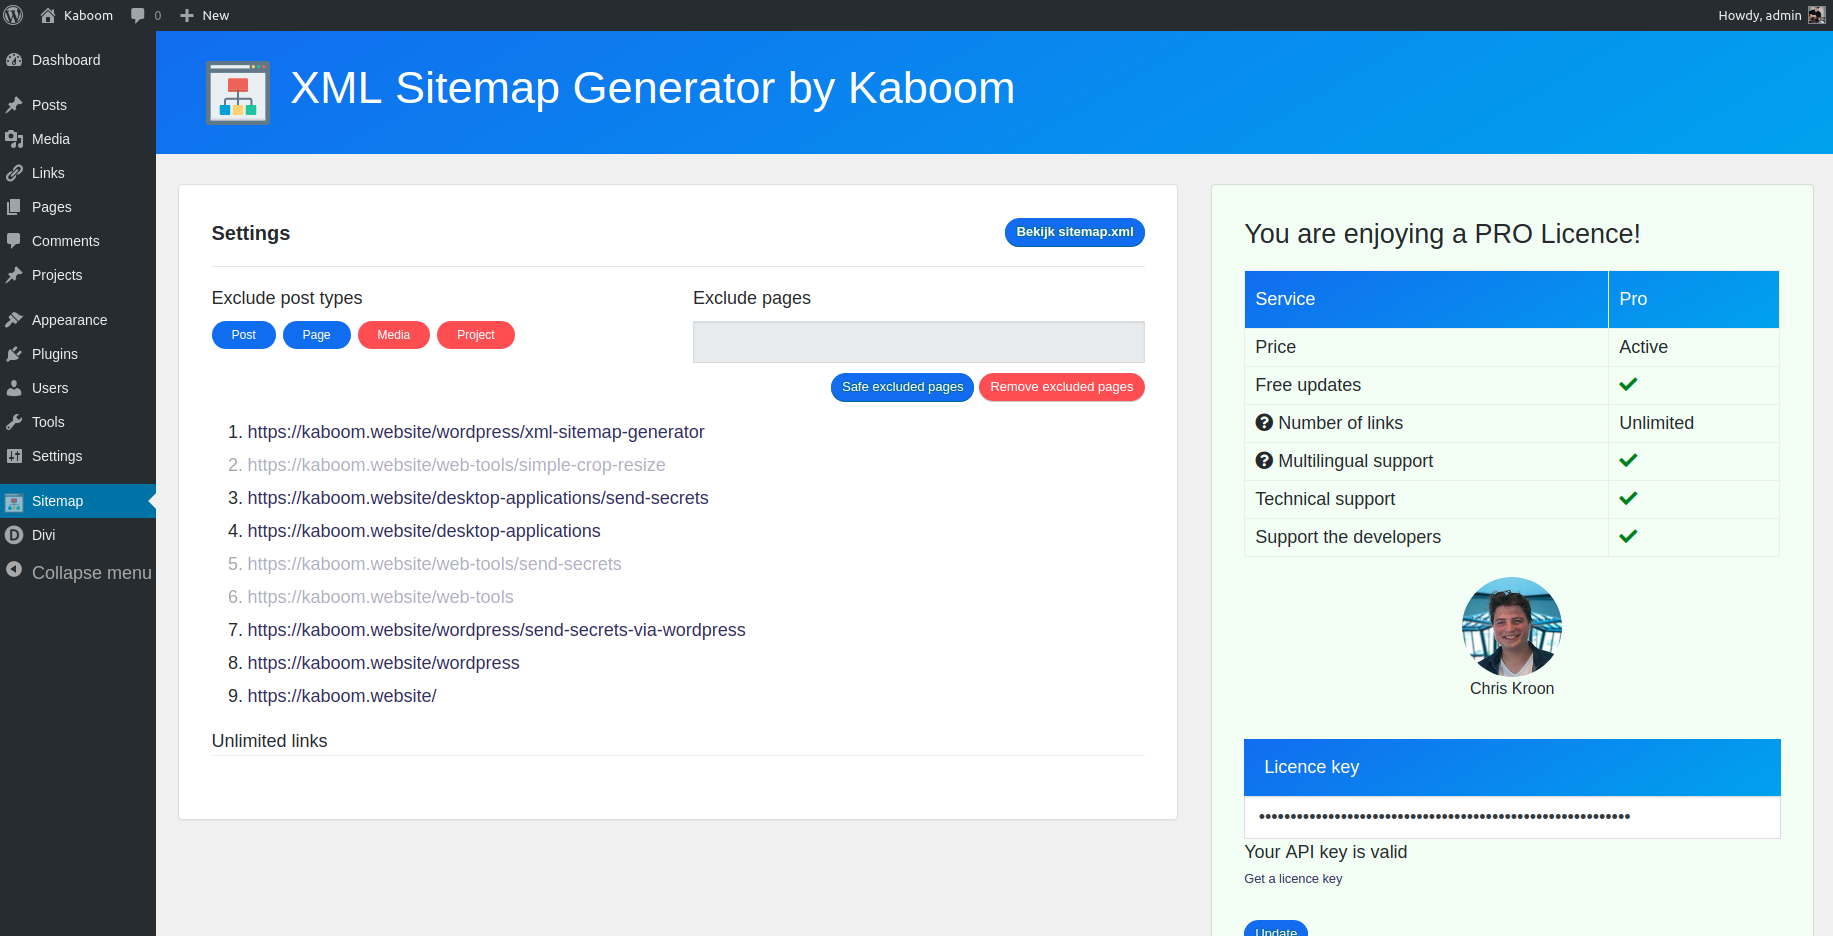 Kaboom 0 New Howdy, admin
Dashboard
Posts
Media
Links
Pages
Comments
Projects
Appearance
Plugins
Users
Tools
Settings
Sitemap
Divi
Collapse menu
XML Sitemap Generator by Kaboom
Settings
Bekijk sitemap.xml
Exclude post types
Post Page Media Project
Exclude pages
Safe excluded pages Remove excluded pages
1. https://kaboom.website/wordpress/xml-sitemap-generator
2. https://kaboom.website/web-tools/simple-crop-resize
3. https://kaboom.website/desktop-applications/send-secrets
4. https://kaboom.website/desktop-applications
5. https://kaboom.website/web-tools/send-secrets
6. https://kaboom.website/web-tools
7. https://kaboom.website/wordpress/send-secrets-via-wordpress
8. https://kaboom.website/wordpress
9. https://kaboom.website/
Unlimited links
You are enjoying a PRO Licence!
Service Pro
Price Active
Free updates
Number of links Unlimited
Multilingual support
Technical support
Support the developers
Chris Kroon
Licence key
Your API key is valid
Get a licence key
Update